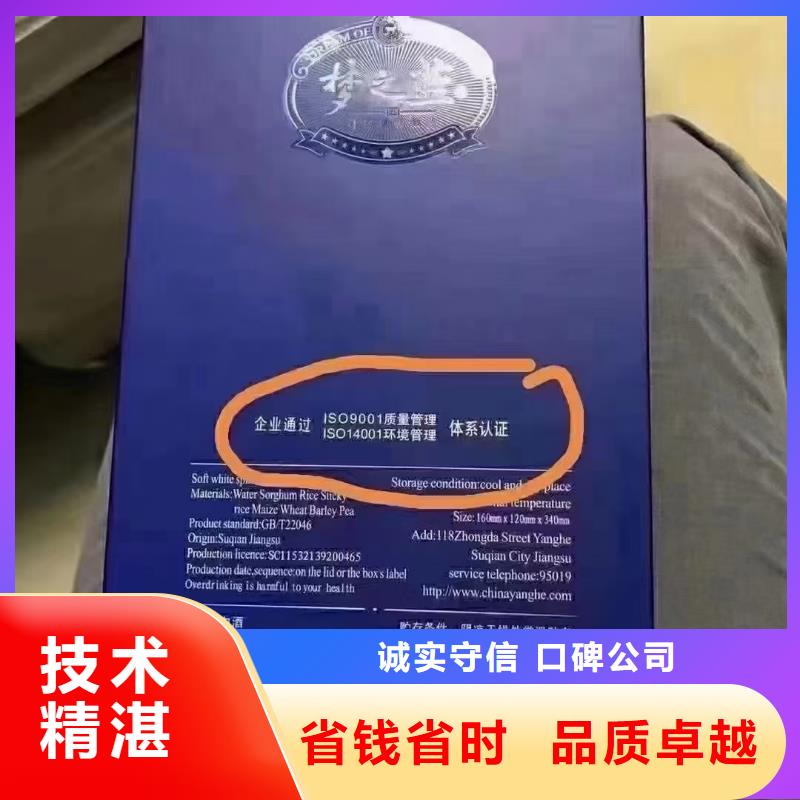 DREAM OF
梦之蓝
企业通过 ISO9001质量管理 体系认证
ISO14001环境管理
Soft white
Materials:Water Sorghum Rice Sticky
rice Maize Wheat Barley Pea
Product standard:GB/T22046
Origin:Suqian Jiangsu
Production licence:SC11532139200465
Production date,sequence:on the lid or the box's label
Overdrinking is harmful to your health
Storage condition:cool and place
temperature
Size:160mm x 120mm x 340mm
Add:118Zhongda Street Yanghe
Suqian City Jiangsu
service telephone:95019
http://www.chinayanghe.com
技术
精湛
诚实守信 口碑公司
省钱省时 品质卓越